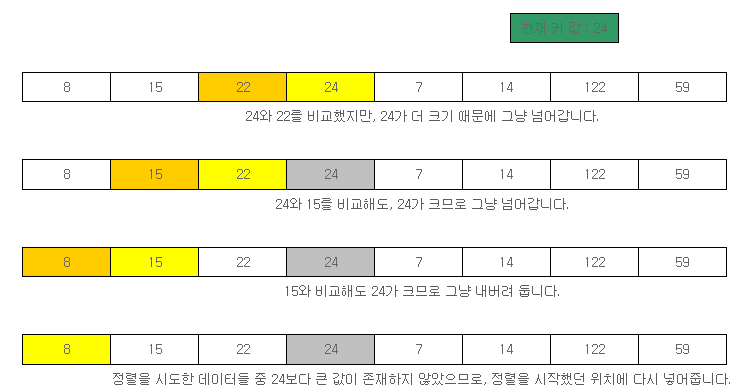 현재 키 값 : 24
8 15 22 24 7 14 122 59
24와 22를 비교했지만, 24가 더 크기 때문에 그냥 넘어갑니다.
8 15 22 24 7 14 122 59
24와 15를 비교해도, 24가 크므로 그냥 넘어갑니다.
8 15 22 24 7 14 122 59
15와 비교해도 24가 크므로 그냥 내버려 둡니다.
8 15 22 24 7 14 122 59
정렬을 시도한 데이터들 중 24보다 큰 값이 존재하지 않았으므로, 정렬을 시작했던 위치에 다시 넣어줍니다.